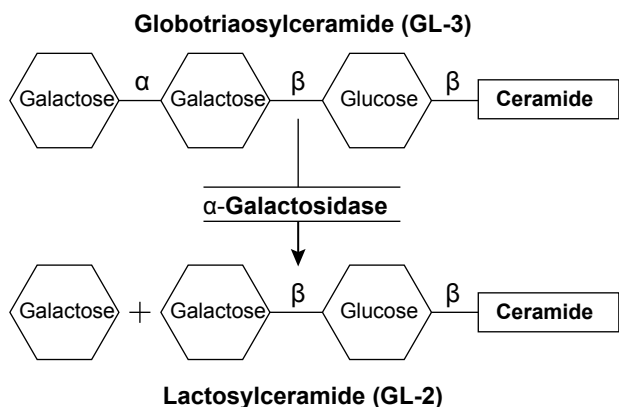 Globotriaosylceramide (GL-3)
α β β
Galactose Galactose Glucose Ceramide
α-Galactosidase
β β
Galactose + Galactose Glucose Ceramide
Lactosylceramide (GL-2)